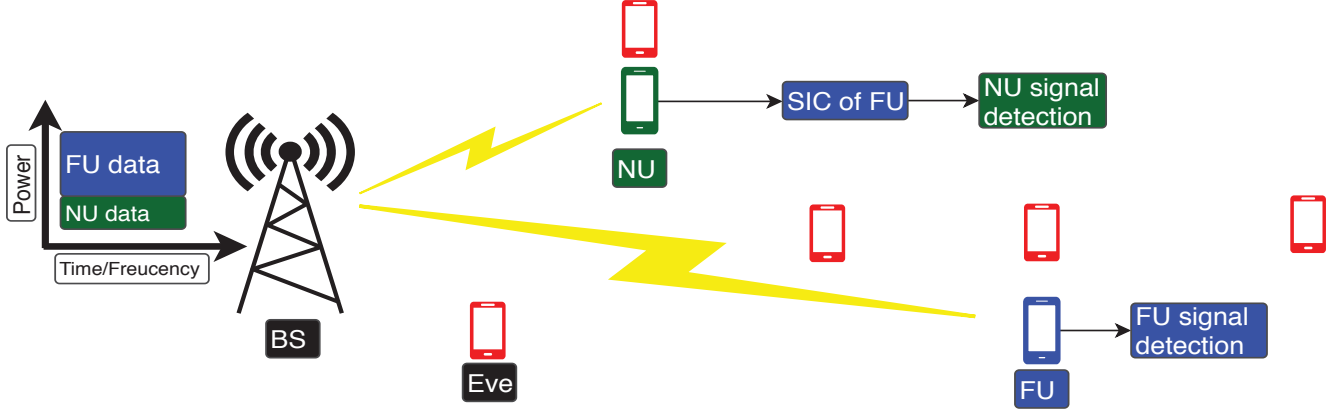 Power
FU data
NU data
Time/Freucency
BS
Eve
NU
SIC of FU
NU signal
detection
FU
FU signal
detection